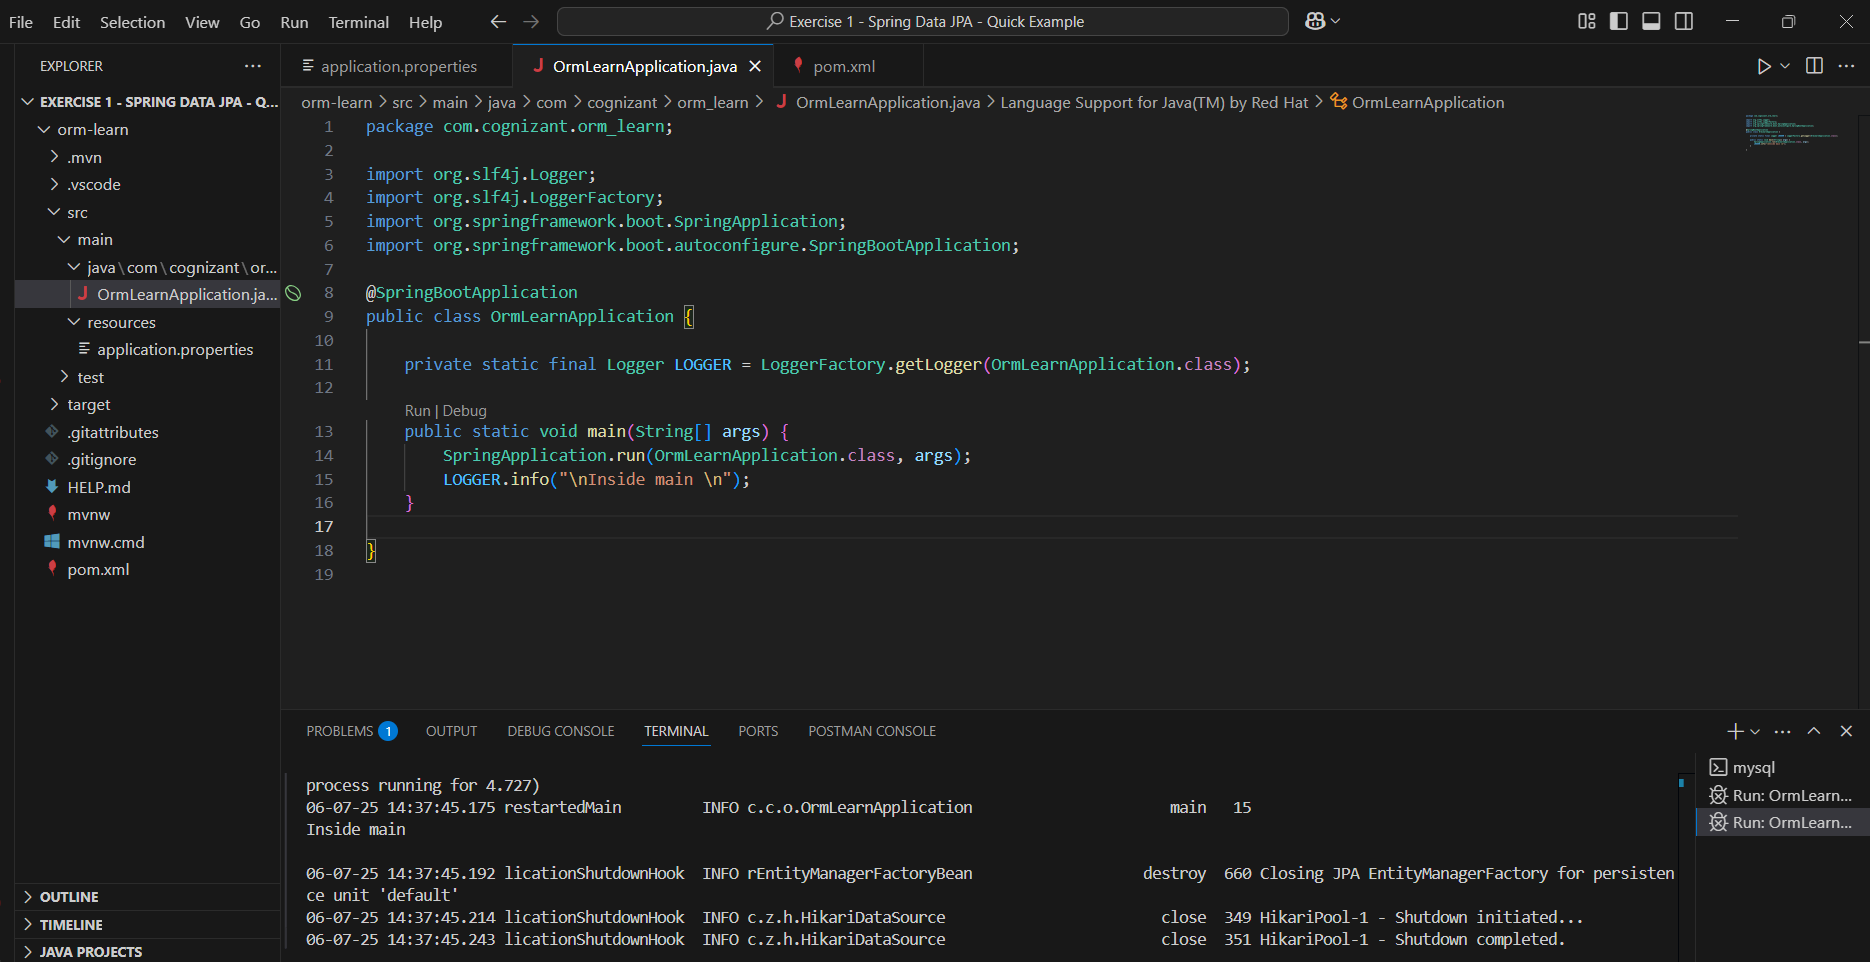 File Edit Selection View Go Run Terminal Help
Exercise 1 - Spring Data JPA - Quick Example
EXPLORER
EXERCISE 1 - SPRING DATA JPA - Q...
orm-learn
.mvn
.vscode
src
main
java\com\cognizant\or...
OrmLearnApplication.ja...
resources
application.properties
test
target
.gitattributes
.gitignore
HELP.md
mvnw
mvnw.cmd
pom.xml
OUTLINE
TIMELINE
JAVA PROJECTS
application.properties
OrmLearnApplication.java
pom.xml
orm-learn > src > main > java > com > cognizant > orm_learn > OrmLearnApplication.java > Language Support for Java(TM) by Red Hat > OrmLearnApplication
1 package com.cognizant.orm_learn;
2
3 import org.slf4j.Logger;
4 import org.slf4j.LoggerFactory;
5 import org.springframework.boot.SpringApplication;
6 import org.springframework.boot.autoconfigure.SpringBootApplication;
7
8 @SpringBootApplication
9 public class OrmLearnApplication {
10
11 private static final Logger LOGGER = LoggerFactory.getLogger(OrmLearnApplication.class);
12
Run | Debug
13 public static void main(String[] args) {
14 SpringApplication.run(OrmLearnApplication.class, args);
15 LOGGER.info("\nInside main \n");
16 }
17
18 }
19
PROBLEMS 1 OUTPUT DEBUG CONSOLE TERMINAL PORTS POSTMAN CONSOLE
process running for 4.727)
06-07-25 14:37:45.175 restartedMain INFO c.c.o.OrmLearnApplication main 15
Inside main
06-07-25 14:37:45.192 licationShutdownHook INFO rEntityManagerFactoryBean destroy 660 Closing JPA EntityManagerFactory for persisten
ce unit 'default'
06-07-25 14:37:45.214 licationShutdownHook INFO c.z.h.HikariDataSource close 349 HikariPool-1 - Shutdown initiated...
06-07-25 14:37:45.243 licationShutdownHook INFO c.z.h.HikariDataSource close 351 HikariPool-1 - Shutdown completed.
mysql
Run: OrmLearn...
Run: OrmLearn...